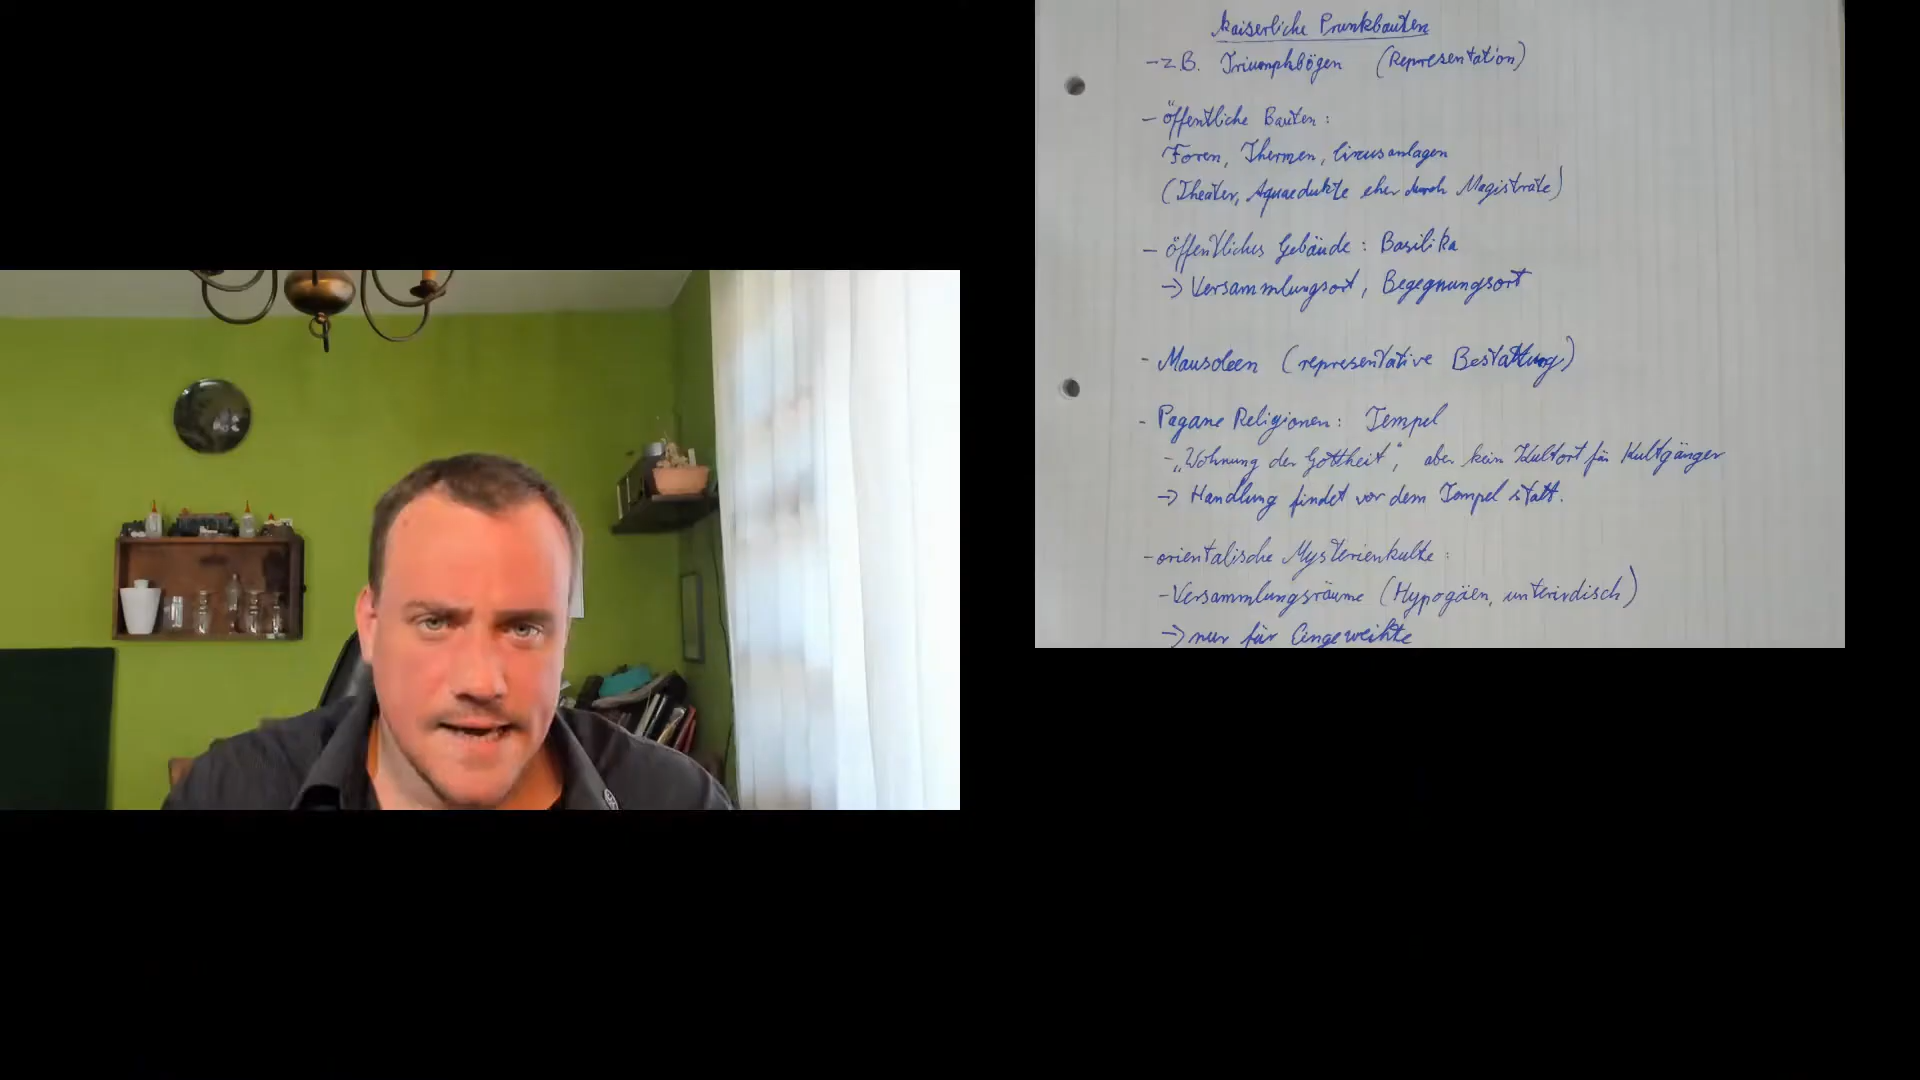 kaiserliche Prunkbauten
- z.B. Triumphbögen (Representation)
- öffentliche Bauten:
Foren, Thermen, Circusanlagen
(Theater, Aquaedukte eher durch Magistrate)
- öffentliches Gebäude: Basilika
→ Versammlungsort, Begegnungsort
- Mausoleen (representative Bestattung)
- Pagane Religionen: Tempel
- „Wohnung der Gottheit", aber kein Kultort für Kultgänger
→ Handlung findet vor dem Tempel statt.
- orientalische Mysterienkulte:
- Versammlungsräume (Hypogäen, unterirdisch)
→ nur für Eingeweihte